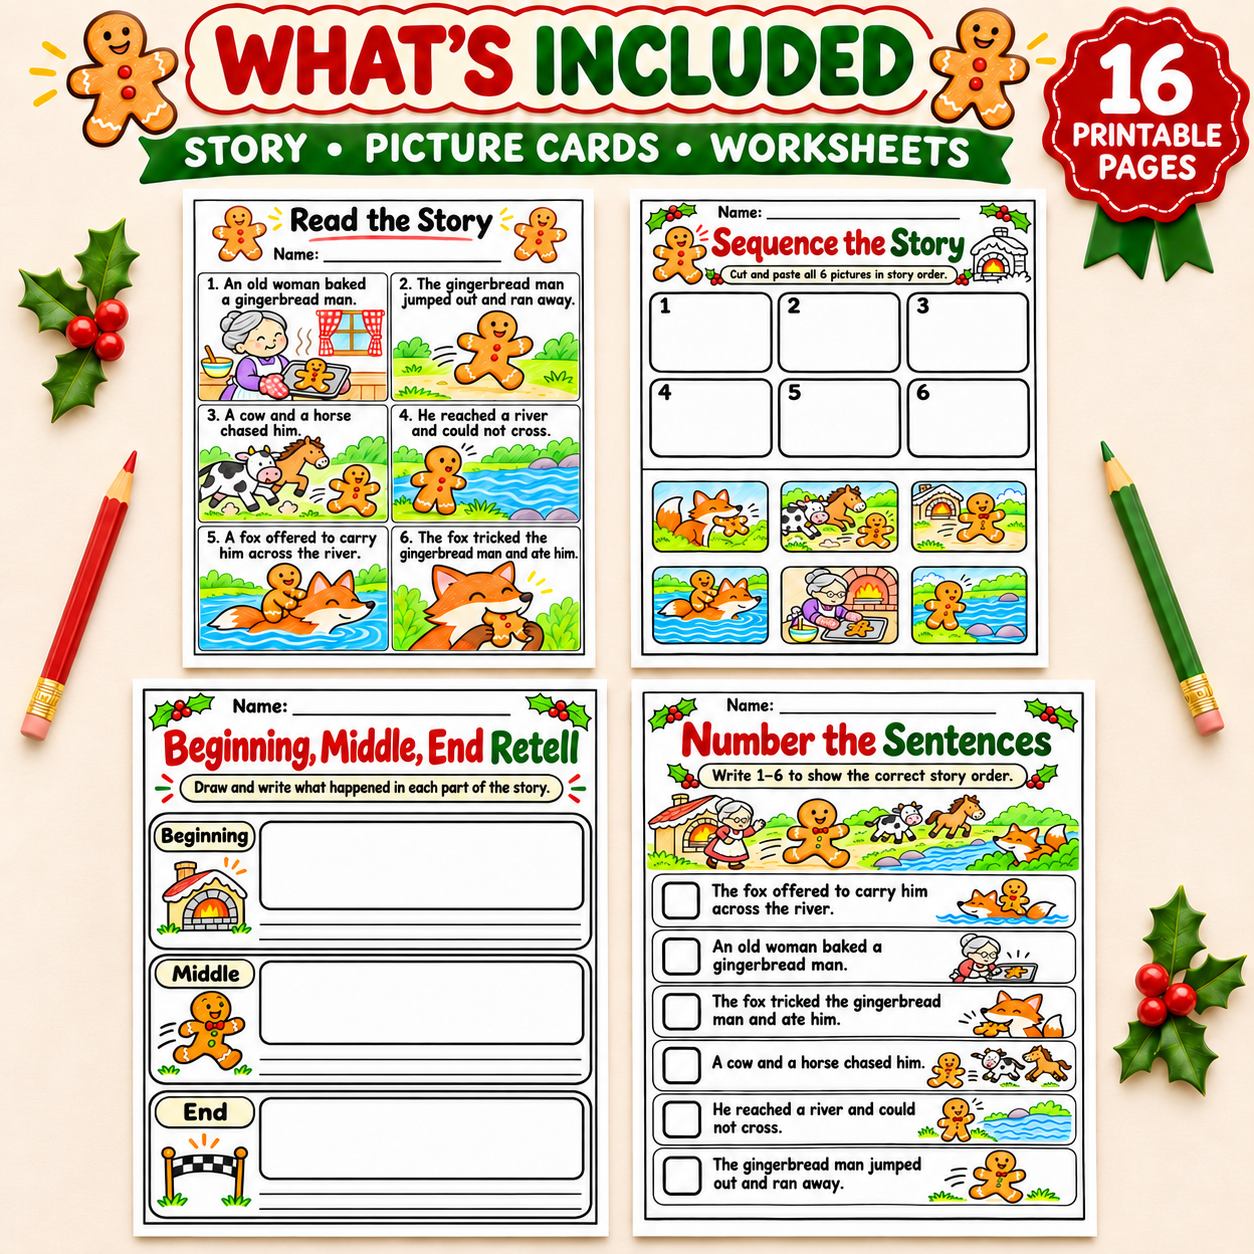 WHAT'S INCLUDED
STORY • PICTURE CARDS • WORKSHEETS
16
PRINTABLE
PAGES
Read the Story
Name:
1. An old woman baked
a gingerbread man.
2. The gingerbread man
jumped out and ran away.
3. A cow and a horse
chased him.
4. He reached a river
and could not cross.
5. A fox offered to carry
him across the river.
6. The fox tricked the
gingerbread man and ate him.
Name:
Sequence the Story
Cut and paste all 6 pictures in story order.
1
2
3
4
5
6
Name:
Beginning, Middle, End Retell
Draw and write what happened in each part of the story.
Beginning
Middle
End
Name:
Number the Sentences
Write 1–6 to show the correct story order.
The fox offered to carry him
across the river.
An old woman baked a
gingerbread man.
The fox tricked the gingerbread
man and ate him.
A cow and a horse chased him.
He reached a river and could
not cross.
The gingerbread man jumped
out and ran away.